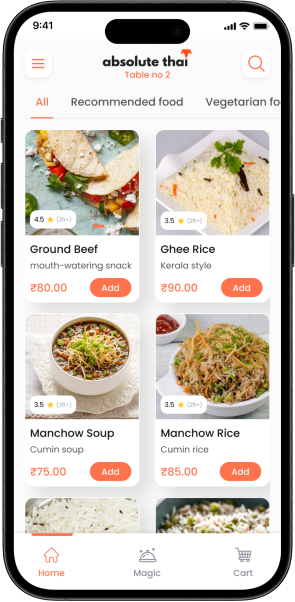 9:41
absolute thai
Table no 2
All Recommended food Vegetarian fo
4.5 (25+)
3.5 (25+)
Ground Beef
Ghee Rice
mouth-watering snack
Kerala style
₹80.00 Add
₹90.00 Add
3.5 (25+)
3.5 (25+)
Manchow Soup
Manchow Rice
Cumin soup
Cumin rice
₹75.00 Add
₹85.00 Add
Home Magic Cart